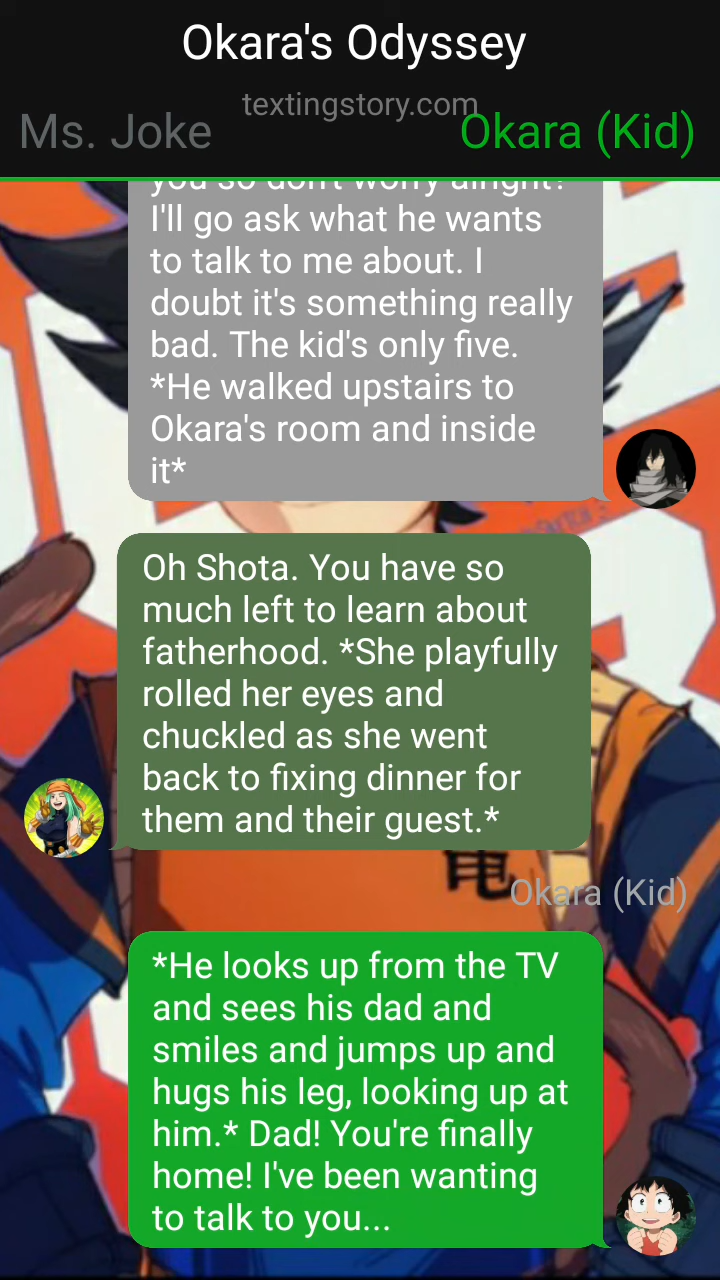 Okara's Odyssey
textingstory.com
Ms. Joke
Okara (Kid)
you so don't worry alright?
I'll go ask what he wants
to talk to me about. I
doubt it's something really
bad. The kid's only five.
*He walked upstairs to
Okara's room and inside
it*
Oh Shota. You have so
much left to learn about
fatherhood. *She playfully
rolled her eyes and
chuckled as she went
back to fixing dinner for
them and their guest.*
Okara (Kid)
*He looks up from the TV
and sees his dad and
smiles and jumps up and
hugs his leg, looking up at
him.* Dad! You're finally
home! I've been wanting
to talk to you...